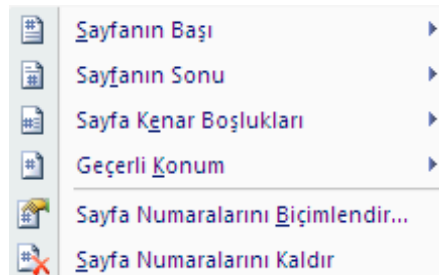 Sayfanın Başı
Sayfanın Sonu
Sayfa Kenar Boşlukları
Geçerli Konum
Sayfa Numaralarını Biçimlendir...
Sayfa Numaralarını Kaldır